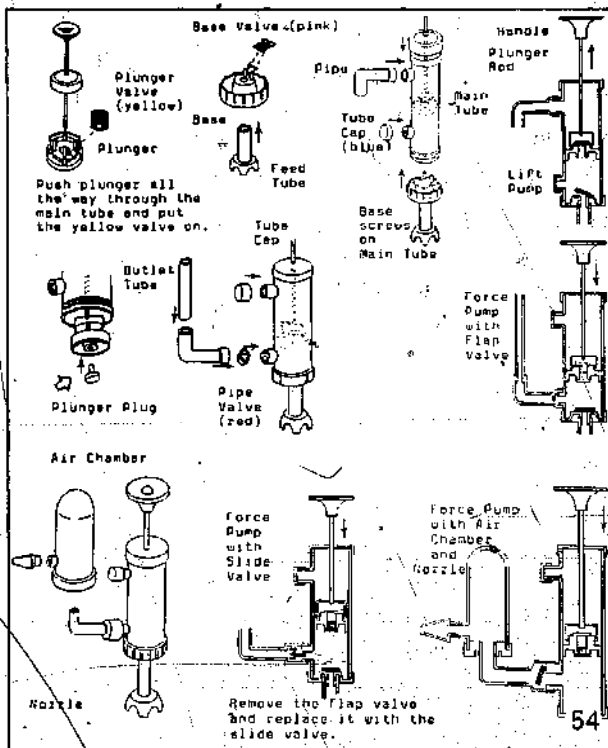 Plunger
Valve
(yellow)
Plunger
Push plunger all
the way through the
main tube and put
the yellow valve on.
Base Valve (pink)
Base
Feed
Tube
Pipe
Main
Tube
Tube
Cap
(blue)
Base
screws
on
Main Tube
Handle
Plunger
Rod
Lift
Pump
Outlet
Tube
Plunger Plug
Tube
Cap
Pipe
Valve
(red)
Force
Pump
with
Flap
Valve
Air Chamber
Nozzle
Force
Pump
with
Slide
Valve
Remove the flap valve
and replace it with the
slide valve.
Force Pump
with Air
Chamber
and
Nozzle
54